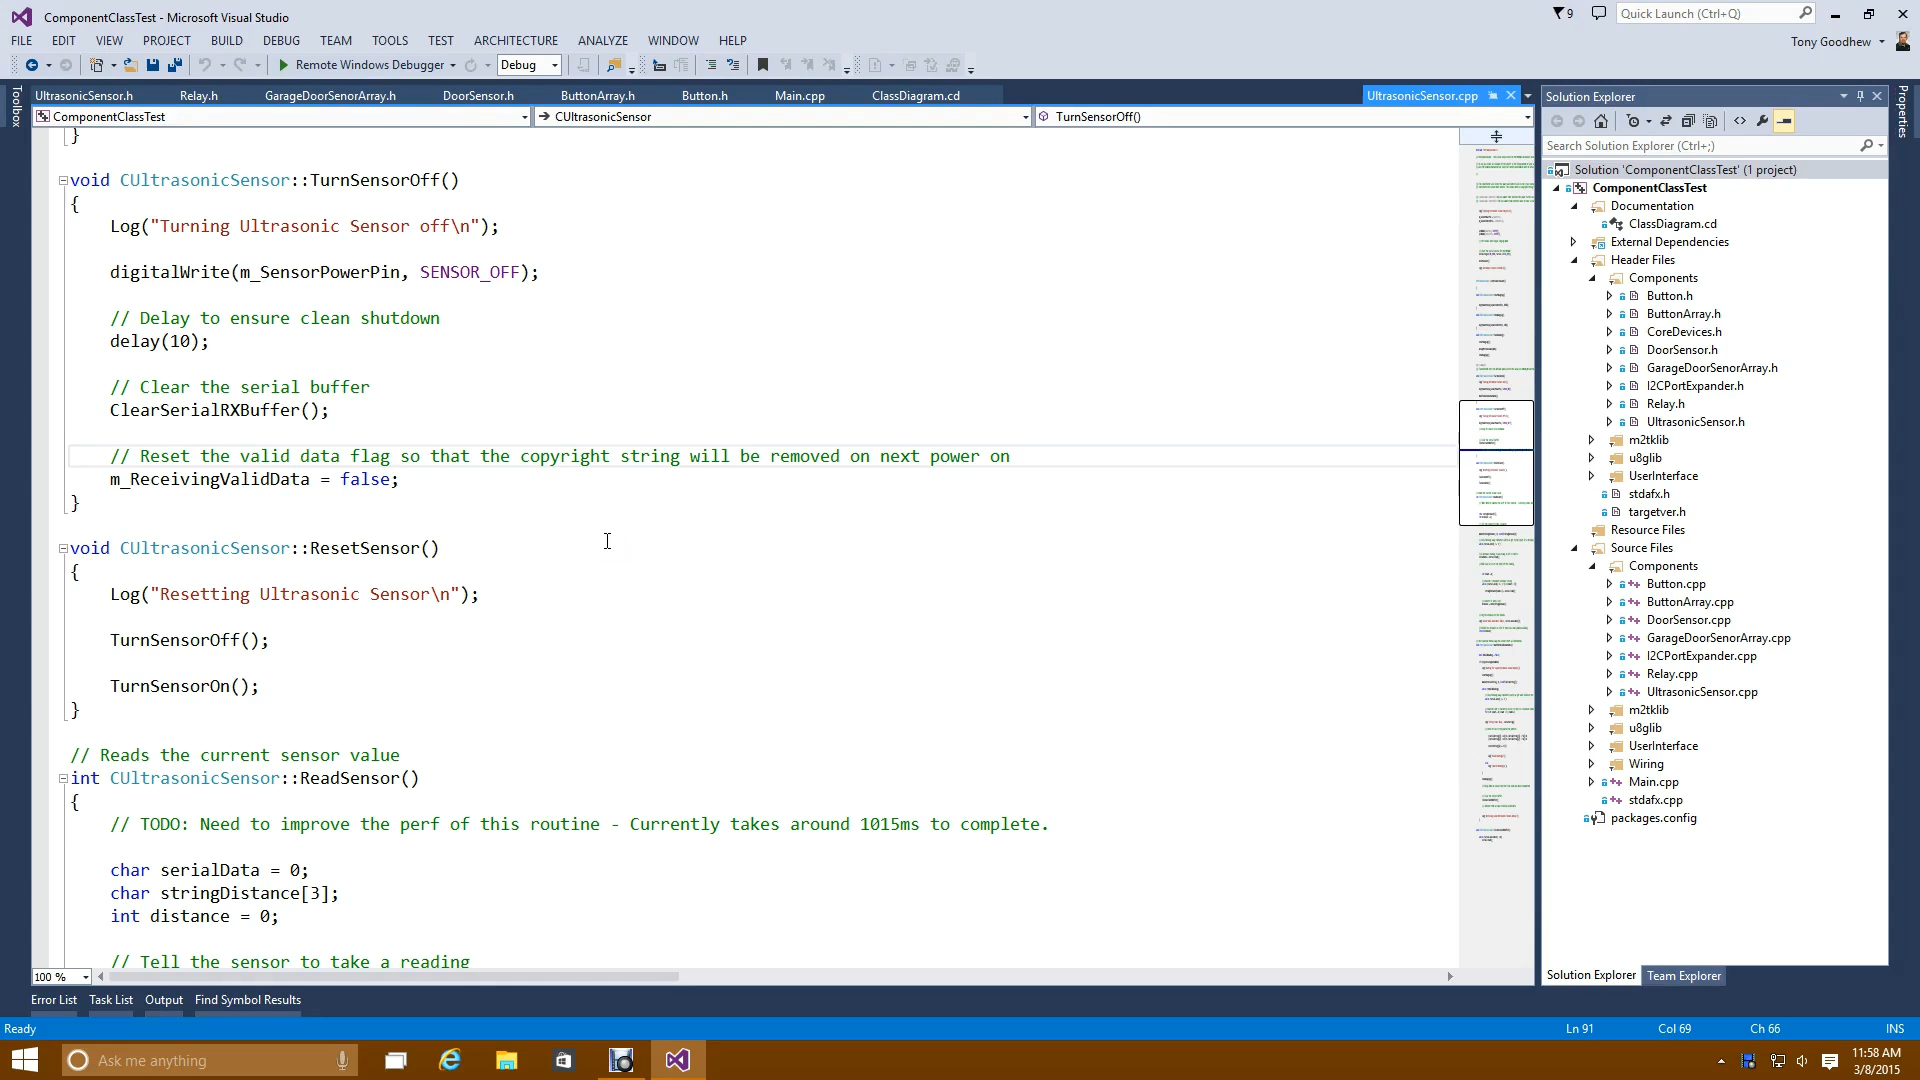 ComponentClassTest - Microsoft Visual Studio
9
Quick Launch (Ctrl+Q)
FILE EDIT VIEW PROJECT BUILD DEBUG TEAM TOOLS TEST ARCHITECTURE ANALYZE WINDOW HELP
Tony Goodhew
Remote Windows Debugger
Debug
Toolbox
UltrasonicSensor.h Relay.h GarageDoorSenorArray.h DoorSensor.h ButtonArray.h Button.h Main.cpp ClassDiagram.cd
UltrasonicSensor.cpp
ComponentClassTest
CUltrasonicSensor
TurnSensorOff()
}
void CUltrasonicSensor::TurnSensorOff()
{
Log("Turning Ultrasonic Sensor off\n");
digitalWrite(m_SensorPowerPin, SENSOR_OFF);
// Delay to ensure clean shutdown
delay(10);
// Clear the serial buffer
ClearSerialRXBuffer();
// Reset the valid data flag so that the copyright string will be removed on next power on
m_ReceivingValidData = false;
}
void CUltrasonicSensor::ResetSensor()
{
Log("Resetting Ultrasonic Sensor\n");
TurnSensorOff();
TurnSensorOn();
}
// Reads the current sensor value
int CUltrasonicSensor::ReadSensor()
{
// TODO: Need to improve the perf of this routine - Currently takes around 1015ms to complete.
char serialData = 0;
char stringDistance[3];
int distance = 0;
// Tell the sensor to take a reading
100 %
Solution Explorer
Properties
Search Solution Explorer (Ctrl+;)
Solution 'ComponentClassTest' (1 project)
ComponentClassTest
Documentation
ClassDiagram.cd
External Dependencies
Header Files
Components
Button.h
ButtonArray.h
CoreDevices.h
DoorSensor.h
GarageDoorSenorArray.h
I2CPortExpander.h
Relay.h
UltrasonicSensor.h
m2tklib
u8glib
UserInterface
stdafx.h
targetver.h
Resource Files
Source Files
Components
Button.cpp
ButtonArray.cpp
DoorSensor.cpp
GarageDoorSenorArray.cpp
I2CPortExpander.cpp
Relay.cpp
UltrasonicSensor.cpp
m2tklib
u8glib
UserInterface
Wiring
Main.cpp
stdafx.cpp
packages.config
Solution Explorer Team Explorer
Error List Task List Output Find Symbol Results
Ready
Ln 91 Col 69 Ch 66 INS
Ask me anything
11:58 AM
3/8/2015